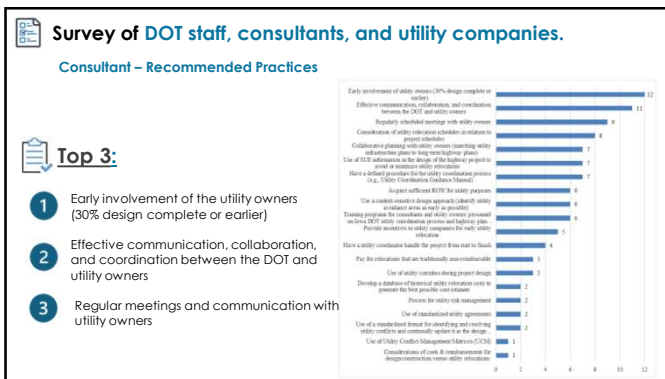 Survey of DOT staff, consultants, and utility companies.
Consultant – Recommended Practices
Top 3:
1
Early involvement of the utility owners
(30% design complete or earlier)
2
Effective communication, collaboration,
and coordination between the DOT and
utility owners
3
Regular meetings and communication with
utility owners
Early involvement of utility owners (30% design complete or
earlier)
12
Effective communication, collaboration, and coordination
between the DOT and utility owners
11
Regularly scheduled meetings with utility owners
9
Consideration of utility relocation schedules in relation to
project schedules
8
Collaborative planning with utility owners (matching utility
infrastructure plans to long-term highway plans)
7
Use of SUE information in the design of the highway project to
avoid or minimize utility relocations
7
Have a defined procedure for the utility coordination process
(e.g., Utility Coordination Guidance Manual)
7
Acquire sufficient ROW for utility purposes
6
Use a context-sensitive design approach (identify utility
avoidance areas as early as possible)
6
Training programs for consultants and utility owners personnel
on Iowa DOT utility coordination process and highway plan...
6
Provide incentives to utility companies for early utility
relocation
5
Have a utility coordinator handle the project from start to finish
4
Pay for relocations that are traditionally non-reimbursable
3
Use of utility corridors during project design
3
Develop a database of historical utility relocation costs to
generate the best possible cost estimate
2
Process for utility risk management
2
Use of standardized utility agreements
2
Use of a standardized format for identifying and resolving
utility conflicts and continually update it as the design...
2
Use of Utility Conflict Management Matrices (UCM)
1
Considerations of costs & reimbursements for
design/construction versus utility relocations
1
0 2 4 6 8 10 12